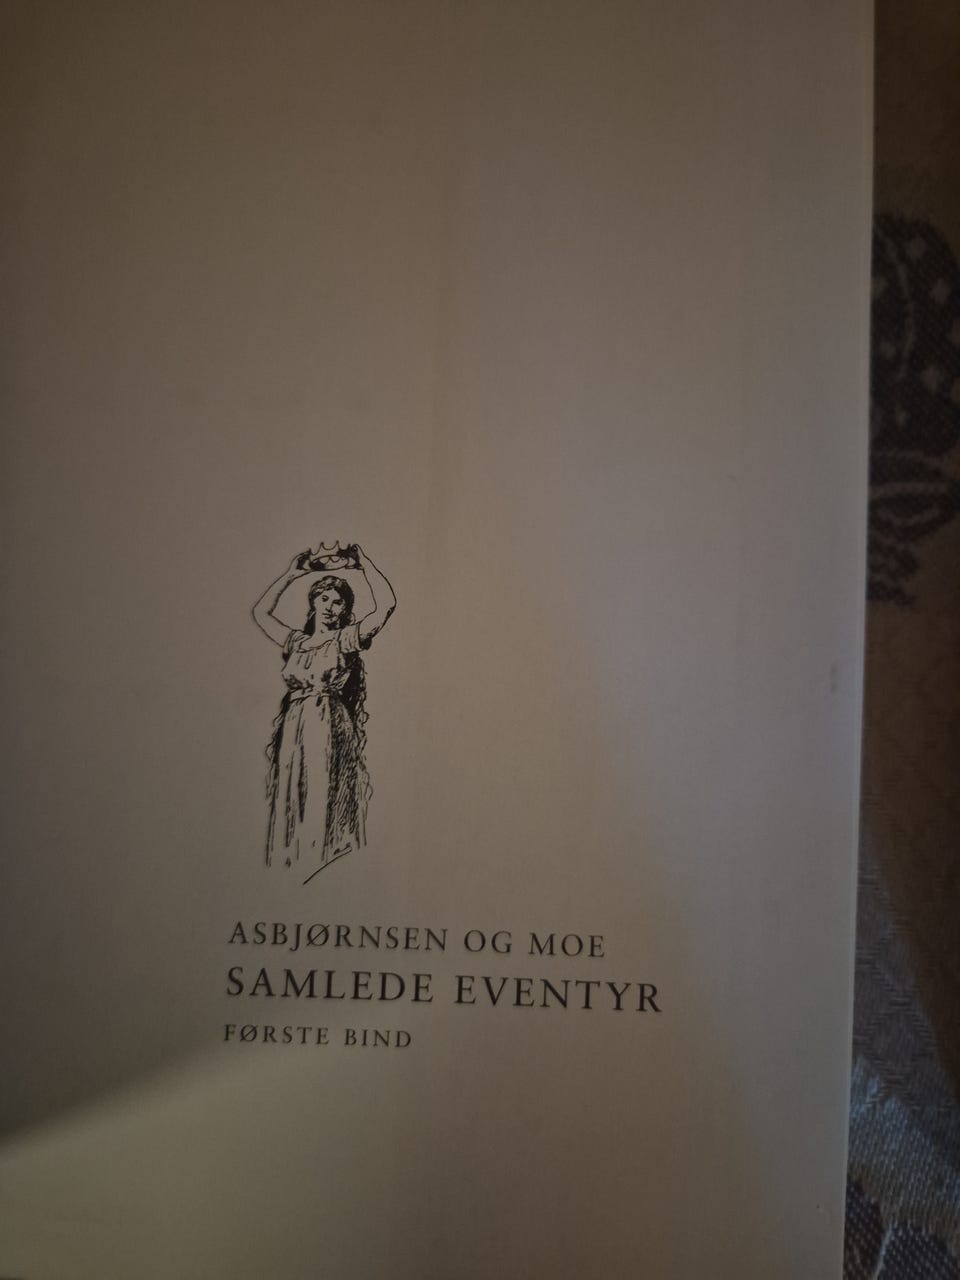 ASBJØRNSEN OG MOE
SAMLEDE EVENTYR
FØRSTE BIND